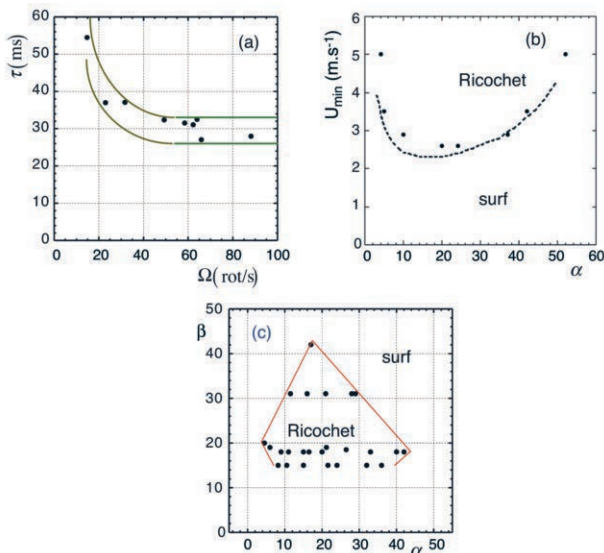 (a)
τ(ms)
60
50
40
30
20
10
0
0 20 40 60 80 100
Ω(rot/s)
(b)
U_min (m.s⁻¹)
6
5
4
3
2
1
0
Ricochet
surf
0 10 20 30 40 50 60
α
(c)
β
50
40
30
20
10
0
surf
Ricochet
0 10 20 30 40 50
α